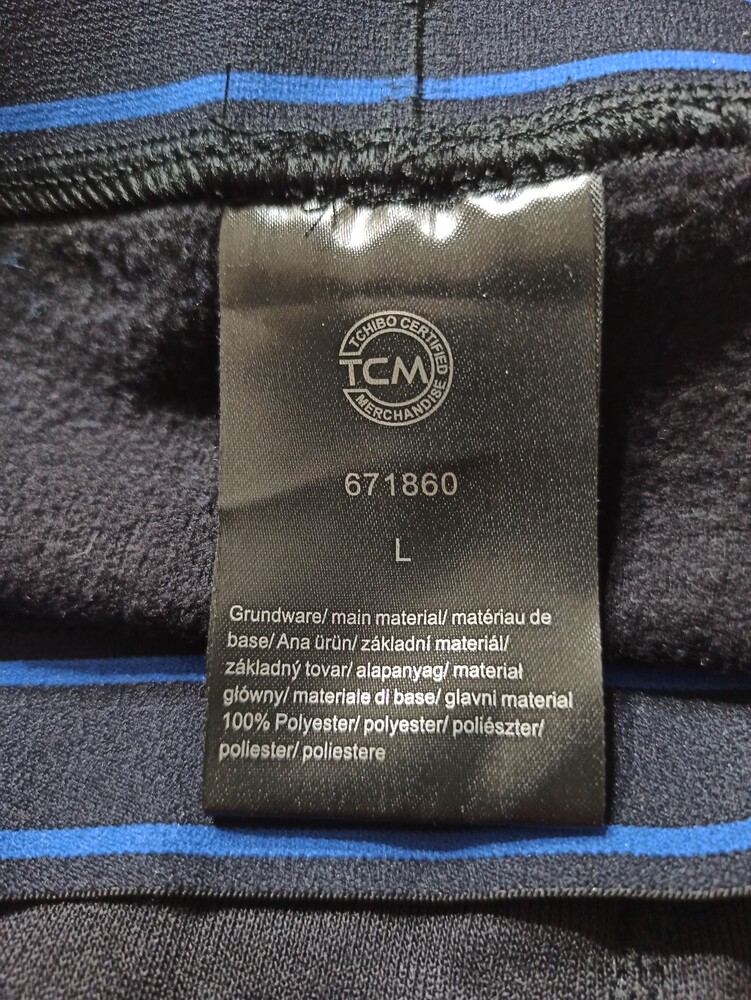 TCHIBO CERTIFIED
TCM
MERCHANDISE
671860
L
Grundware/ main material/ matériau de
base/ Ana ürün/ základní materiál/
základný tovar/ alapanyag/ materiał
główny/ materiale di base/ glavni material
100% Polyester/ polyester/ poliészter/
poliester/ poliestere